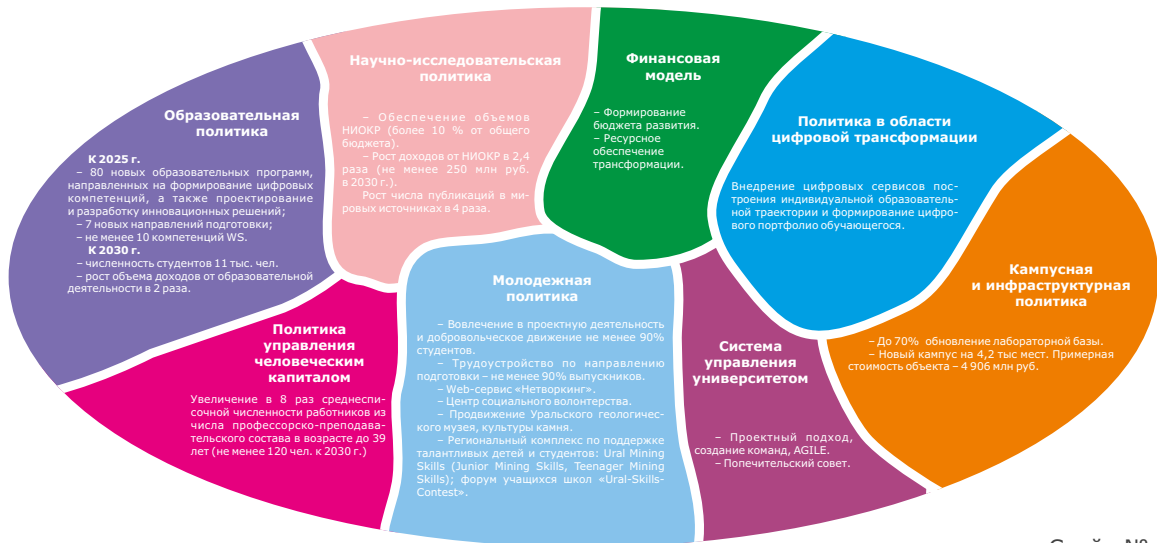 Образовательная
политика
К 2025 г.
– 80 новых образовательных программ,
направленных на формирование цифровых
компетенций, а также проектирование
и разработку инновационных решений;
– 7 новых направлений подготовки;
– не менее 10 компетенций WS.
К 2030 г.
– численность студентов 11 тыс. чел.
– рост объема доходов от образовательной
деятельности в 2 раза.
Научно-исследовательская
политика
– Обеспечение объемов
НИОКР (более 10 % от общего
бюджета).
– Рост доходов от НИОКР в 2,4
раза (не менее 250 млн руб.
в 2030 г.).
Рост числа публикаций в ми-
ровых источниках в 4 раза.
Финансовая
модель
– Формирование
бюджета развития.
– Ресурсное
обеспечение
трансформации.
Политика в области
цифровой трансформации
Внедрение цифровых сервисов пос-
троения индивидуальной образователь-
ной траектории и формирование цифро-
вого портфолио обучающегося.
Кампусная
и инфраструктурная
политика
– До 70% обновление лабораторной базы.
– Новый кампус на 4,2 тыс мест. Примерная
стоимость объекта – 4 906 млн руб.
Политика
управления
человеческим
капиталом
Увеличение в 8 раз среднеспи-
сочной численности работников из
числа профессорско-преподава-
тельского состава в возрасте до 39
лет (не менее 120 чел. к 2030 г.)
Молодежная
политика
– Вовлечение в проектную деятельность
и добровольческое движение не менее 90%
студентов.
– Трудоустройство по направлению
подготовки – не менее 90% выпускников.
– Web-сервис «Нетворкинг».
– Центр социального волонтерства.
– Продвижение Уральского геологичес-
кого музея, культуры камня.
– Региональный комплекс по поддержке
талантливых детей и студентов: Ural Mining
Skills (Junior Mining Skills, Teenager Mining
Skills); форум учащихся школ «Ural-Skills-
Contest».
Система
управления
университетом
– Проектный подход,
создание команд, AGILE.
– Попечительский совет.